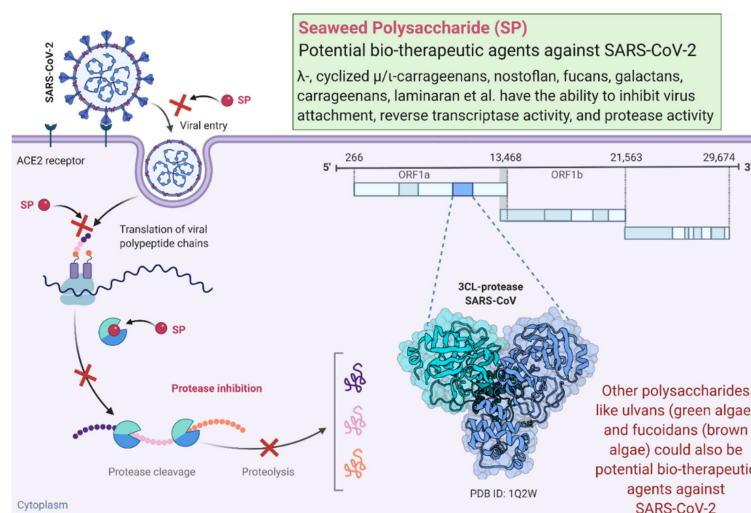 Seaweed Polysaccharide (SP)
Potential bio-therapeutic agents against SARS-CoV-2
λ-, cyclized μ/ι-carrageenans, nostoflan, fucans, galactans,
carrageenans, laminaran et al. have the ability to inhibit virus
attachment, reverse transcriptase activity, and protease activity
SARS-CoV-2
SP
Viral entry
ACE2 receptor
266
13,468
21,563
29,674
5'
3'
ORF1a
ORF1b
SP
Translation of viral
polypeptide chains
3CL-protease
SARS-CoV
SP
Protease inhibition
Protease cleavage
Proteolysis
PDB ID: 1Q2W
Other polysaccharides
like ulvans (green algae
and fucoidans (brown
algae) could also be
potential bio-therapeutic
agents against
SARS-CoV-2
Cytoplasm